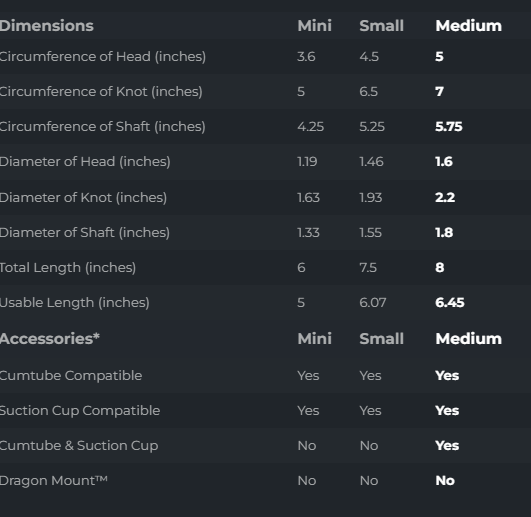 Dimensions Mini Small Medium
Circumference of Head (inches) 3.6 4.5 5
Circumference of Knot (inches) 5 6.5 7
Circumference of Shaft (inches) 4.25 5.25 5.75
Diameter of Head (inches) 1.19 1.46 1.6
Diameter of Knot (inches) 1.63 1.93 2.2
Diameter of Shaft (inches) 1.33 1.55 1.8
Total Length (inches) 6 7.5 8
Usable Length (inches) 5 6.07 6.45
Accessories* Mini Small Medium
Cumtube Compatible Yes Yes Yes
Suction Cup Compatible Yes Yes Yes
Cumtube & Suction Cup No No Yes
Dragon Mount™ No No No